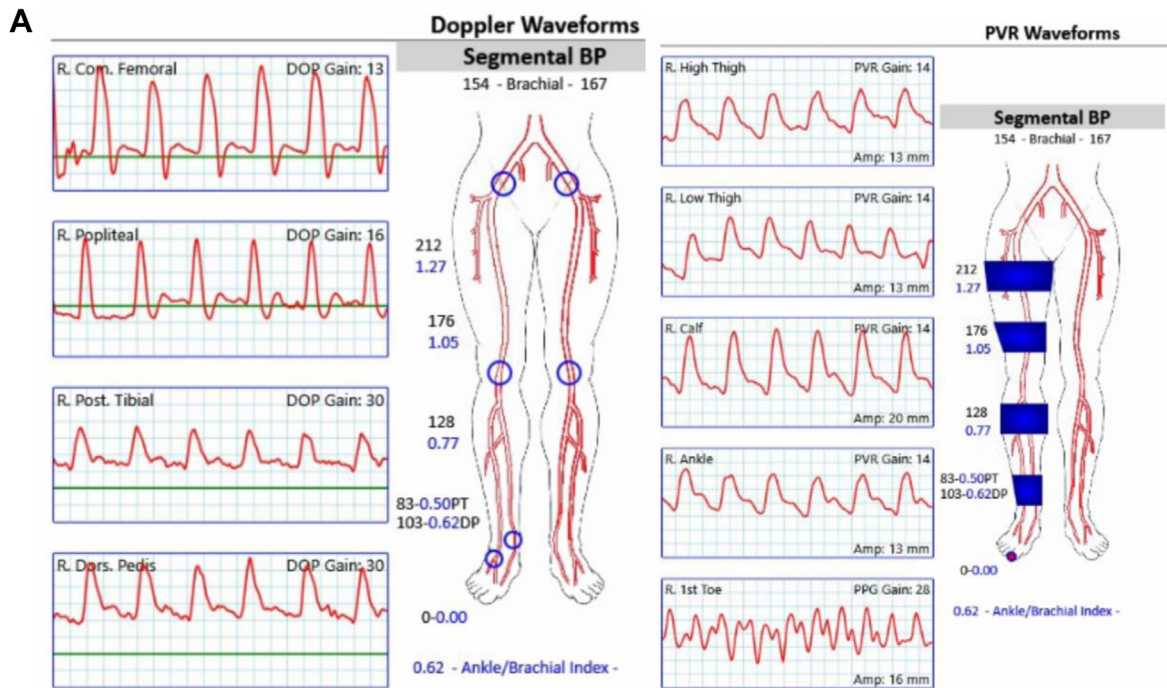 A
Doppler Waveforms
Segmental BP
154 - Brachial - 167
R. Com. Femoral DOP Gain: 13
R. Popliteal DOP Gain: 16
R. Post. Tibial DOP Gain: 30
R. Dors. Pedis DOP Gain: 30
212
1.27
176
1.05
128
0.77
83-0.50PT
103-0.62DP
0-0.00
0.62 - Ankle/Brachial Index -
PVR Waveforms
R. High Thigh PVR Gain: 14
Amp: 13 mm
R. Low Thigh PVR Gain: 14
Amp: 13 mm
R. Calf PVR Gain: 14
Amp: 20 mm
R. Ankle PVR Gain: 14
Amp: 13 mm
R. 1st Toe PPG Gain: 28
Amp: 16 mm
Segmental BP
154 - Brachial - 167
212
1.27
176
1.05
128
0.77
83-0.50PT
103-0.62DP
0-0.00
0.62 - Ankle/Brachial Index -